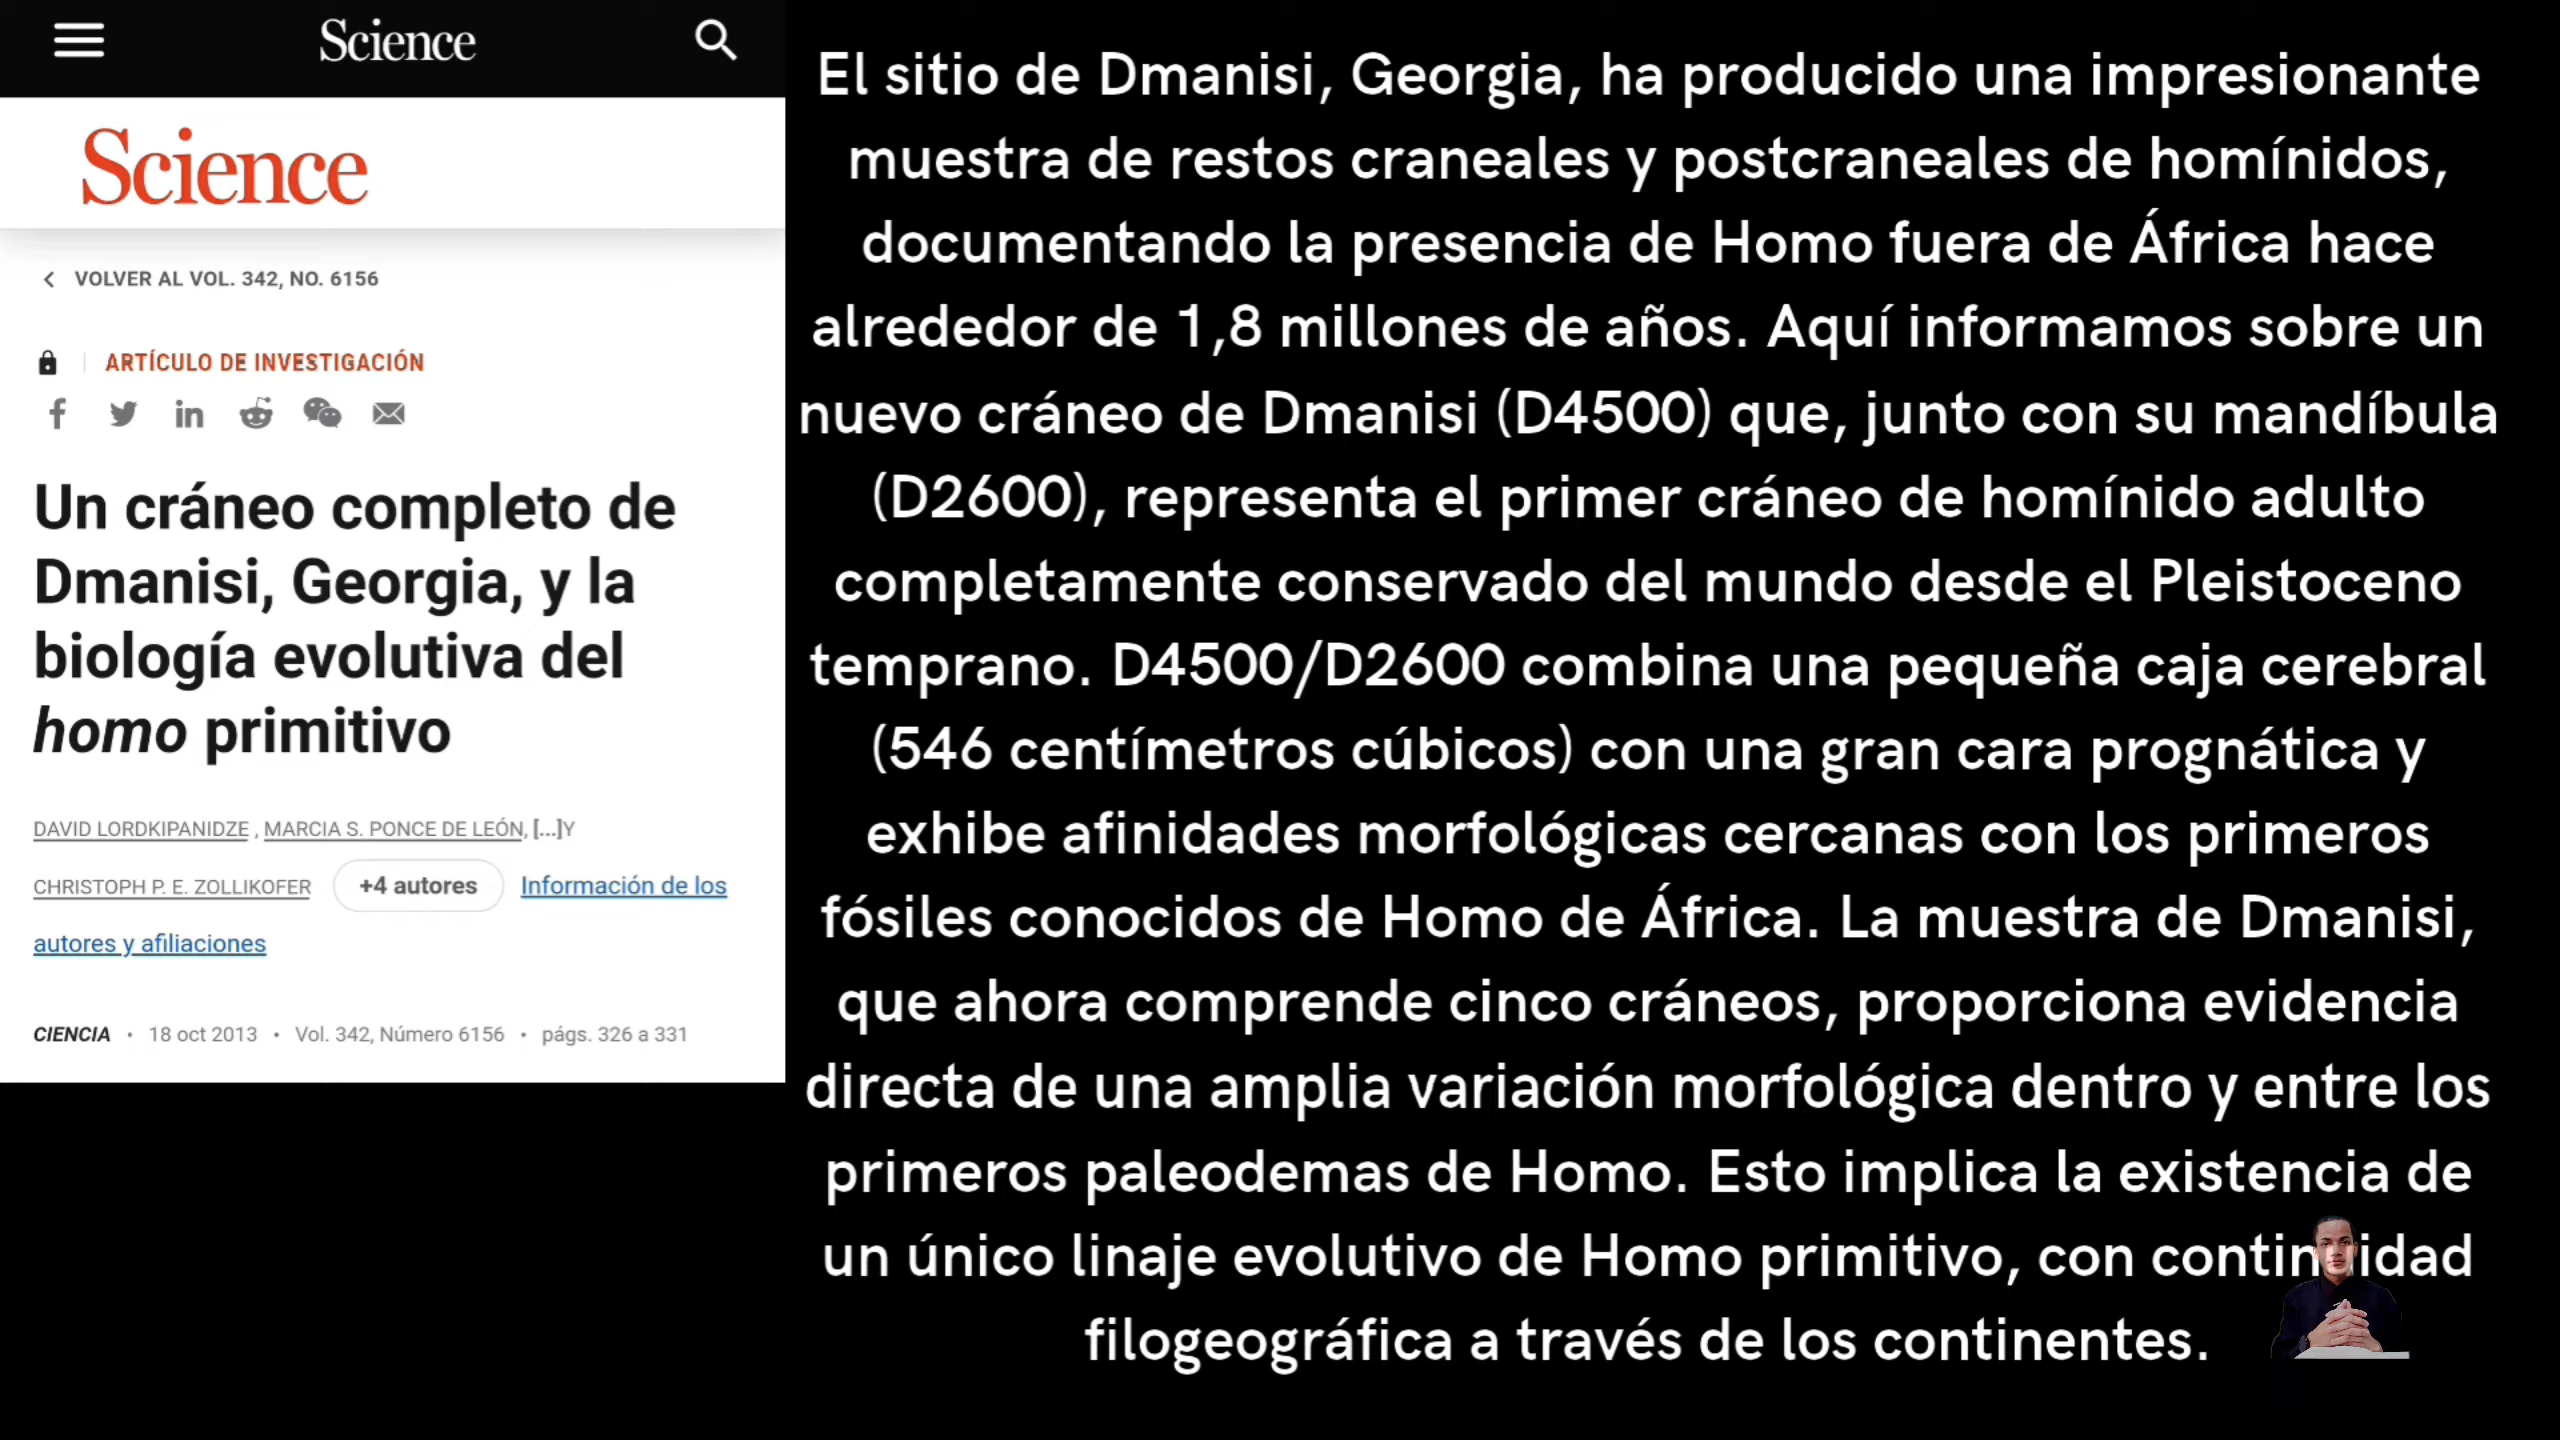 Science
Science
VOLVER AL VOL. 342, NO. 6156
ARTÍCULO DE INVESTIGACIÓN
Un cráneo completo de
Dmanisi, Georgia, y la
biología evolutiva del
homo primitivo
DAVID LORDKIPANIDZE , MARCIA S. PONCE DE LEÓN, [...]Y
CHRISTOPH P. E. ZOLLIKOFER +4 autores Información de los
autores y afiliaciones
CIENCIA • 18 oct 2013 • Vol. 342, Número 6156 • págs. 326 a 331
El sitio de Dmanisi, Georgia, ha producido una impresionante
muestra de restos craneales y postcraneales de homínidos,
documentando la presencia de Homo fuera de África hace
alrededor de 1,8 millones de años. Aquí informamos sobre un
nuevo cráneo de Dmanisi (D4500) que, junto con su mandíbula
(D2600), representa el primer cráneo de homínido adulto
completamente conservado del mundo desde el Pleistoceno
temprano. D4500/D2600 combina una pequeña caja cerebral
(546 centímetros cúbicos) con una gran cara prognática y
exhibe afinidades morfológicas cercanas con los primeros
fósiles conocidos de Homo de África. La muestra de Dmanisi,
que ahora comprende cinco cráneos, proporciona evidencia
directa de una amplia variación morfológica dentro y entre los
primeros paleodemas de Homo. Esto implica la existencia de
un único linaje evolutivo de Homo primitivo, con continuidad
filogeográfica a través de los continentes.